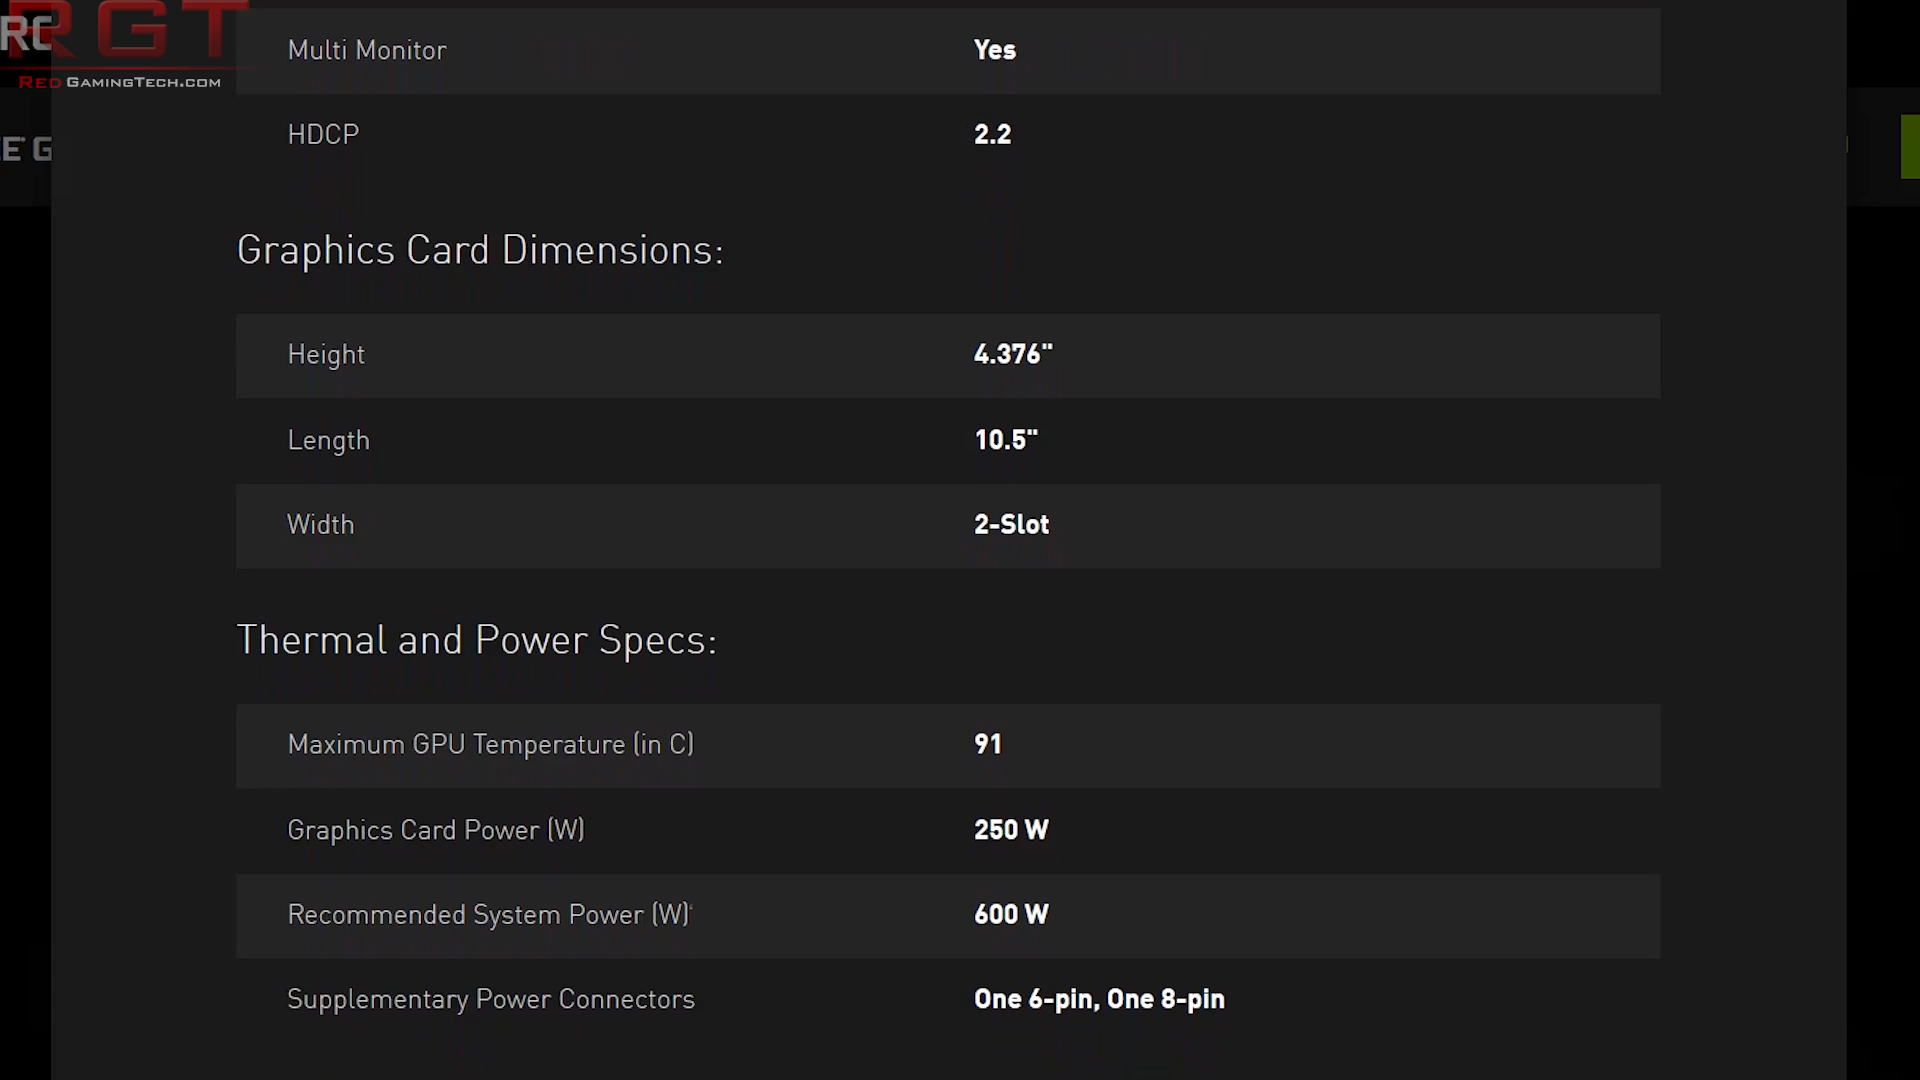 RC
RGT
RED GAMINGTECH.COM
Multi Monitor Yes
HDCP 2.2
E G
Graphics Card Dimensions:
Height 4.376"
Length 10.5"
Width 2-Slot
Thermal and Power Specs:
Maximum GPU Temperature (in C) 91
Graphics Card Power (W) 250 W
Recommended System Power (W) 600 W
Supplementary Power Connectors One 6-pin, One 8-pin